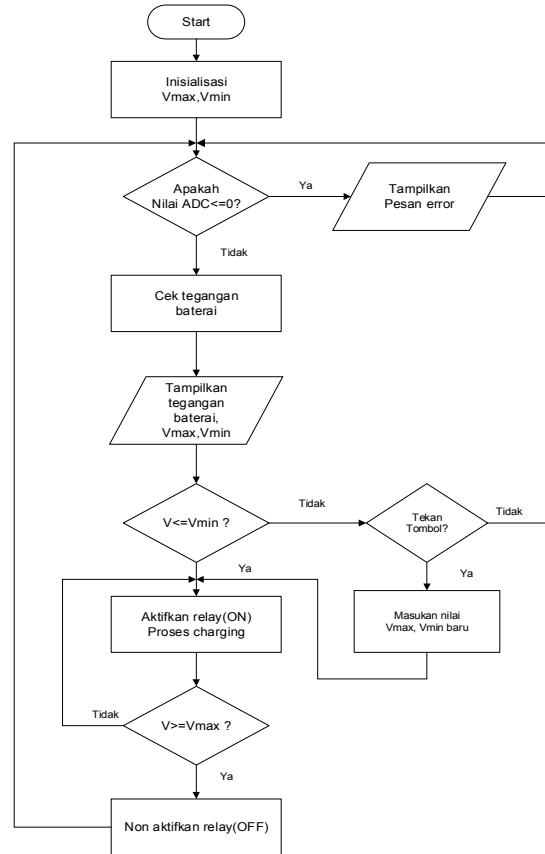 Start
Inisialisasi
Vmax,Vmin
Apakah
Nilai ADC<=0?
Ya
Tampilkan
Pesan error
Tidak
Cek tegangan
baterai
Tampilkan
tegangan
baterai,
Vmax,Vmin
V<=Vmin ?
Tidak
Tekan
Tombol?
Tidak
Ya
Ya
Aktifkan relay(ON)
Proses charging
Masukan nilai
Vmax, Vmin baru
Tidak
V>=Vmax ?
Ya
Non aktifkan relay(OFF)